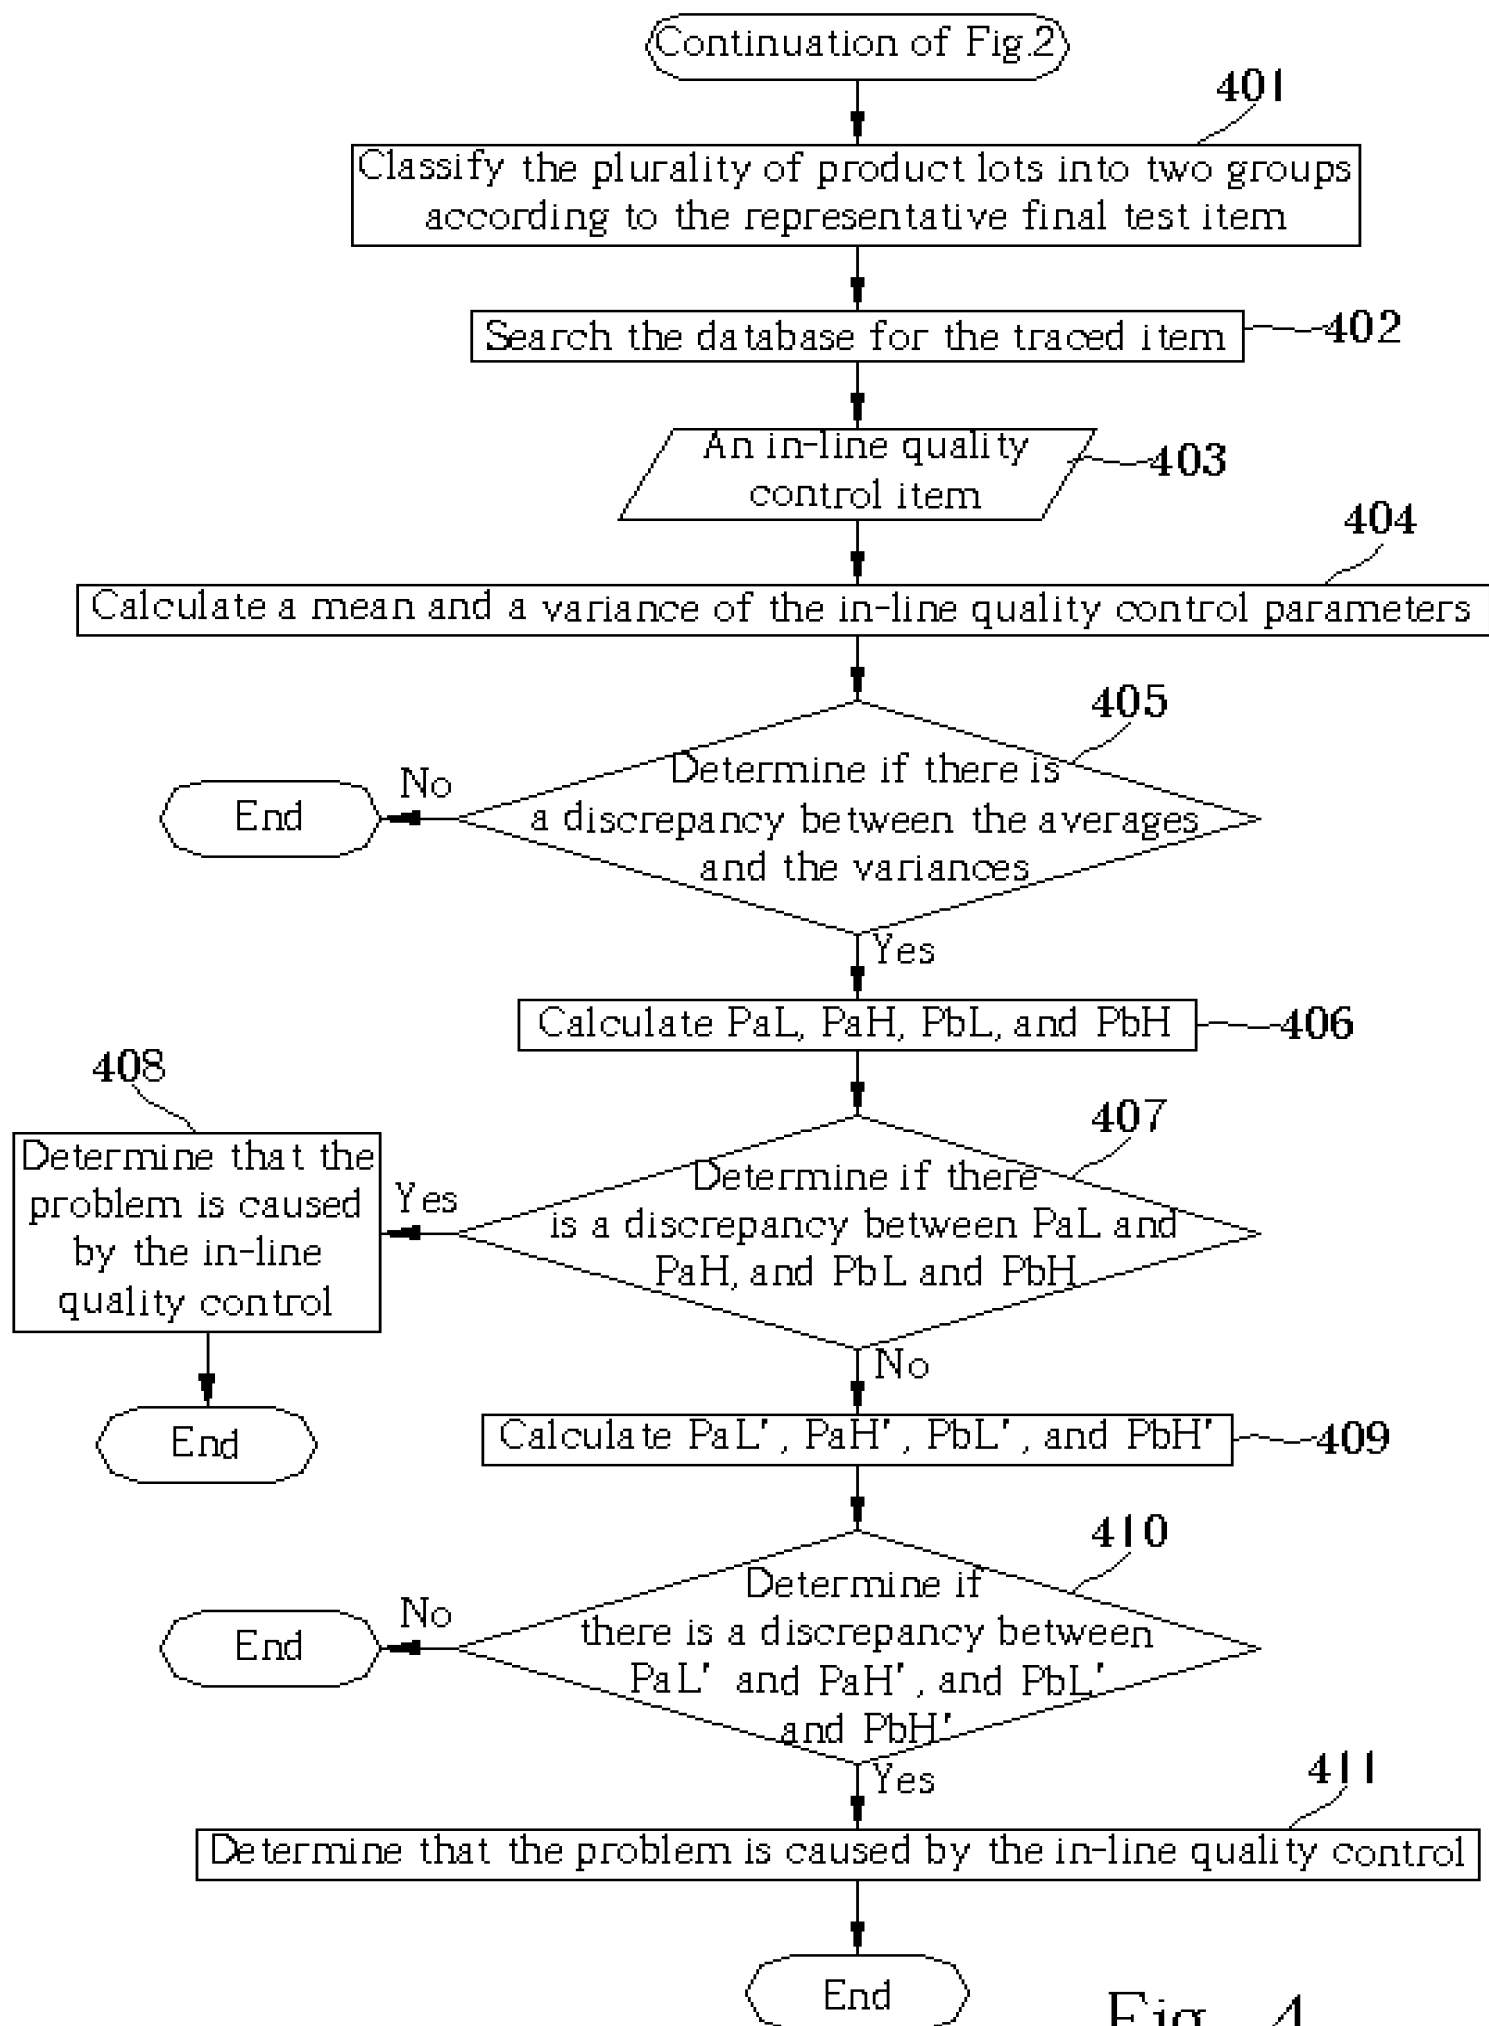 Continuation of Fig.2
401
Classify the plurality of product lots into two groups
according to the representative final test item
Search the database for the traced item
402
An in-line quality
control item
403
404
Calculate a mean and a variance of the in-line quality control parameters
405
Determine if there is
a discrepancy between the averages
and the variances
No
End
Yes
Calculate PaL, PaH, PbL, and PbH
406
408
407
Determine that the
problem is caused
by the in-line
quality control
Yes
Determine if there
is a discrepancy between PaL and
PaH, and PbL and PbH
No
End
Calculate PaL', PaH', PbL', and PbH'
409
410
Determine if
there is a discrepancy between
PaL' and PaH', and PbL'
and PbH'
No
End
Yes
411
Determine that the problem is caused by the in-line quality control
End
Fig. 4